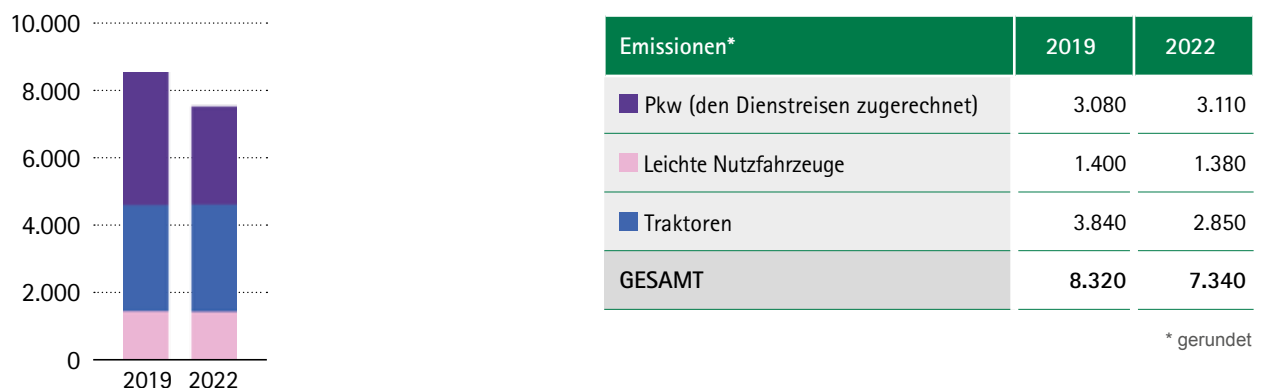 10.000
8.000
6.000
4.000
2.000
0
2019 2022
Emissionen* 2019 2022
Pkw (den Dienstreisen zugerechnet) 3.080 3.110
Leichte Nutzfahrzeuge 1.400 1.380
Traktoren 3.840 2.850
GESAMT 8.320 7.340
* gerundet